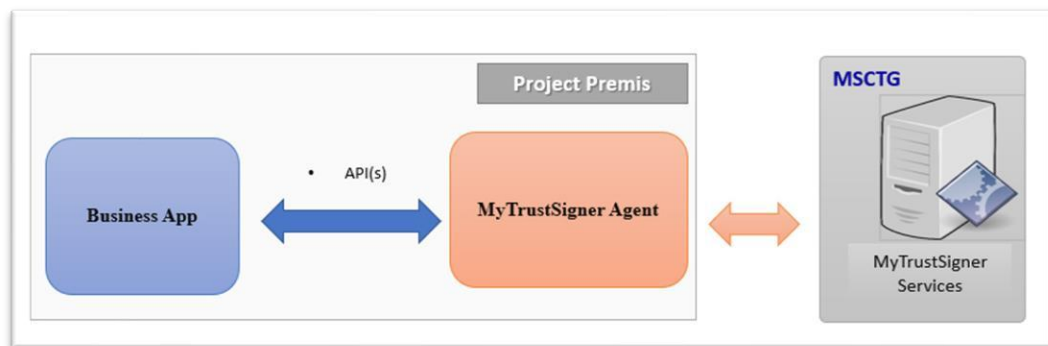 Project Premis
MSCTG
• API(s)
Business App
MyTrustSigner Agent
MyTrustSigner
Services